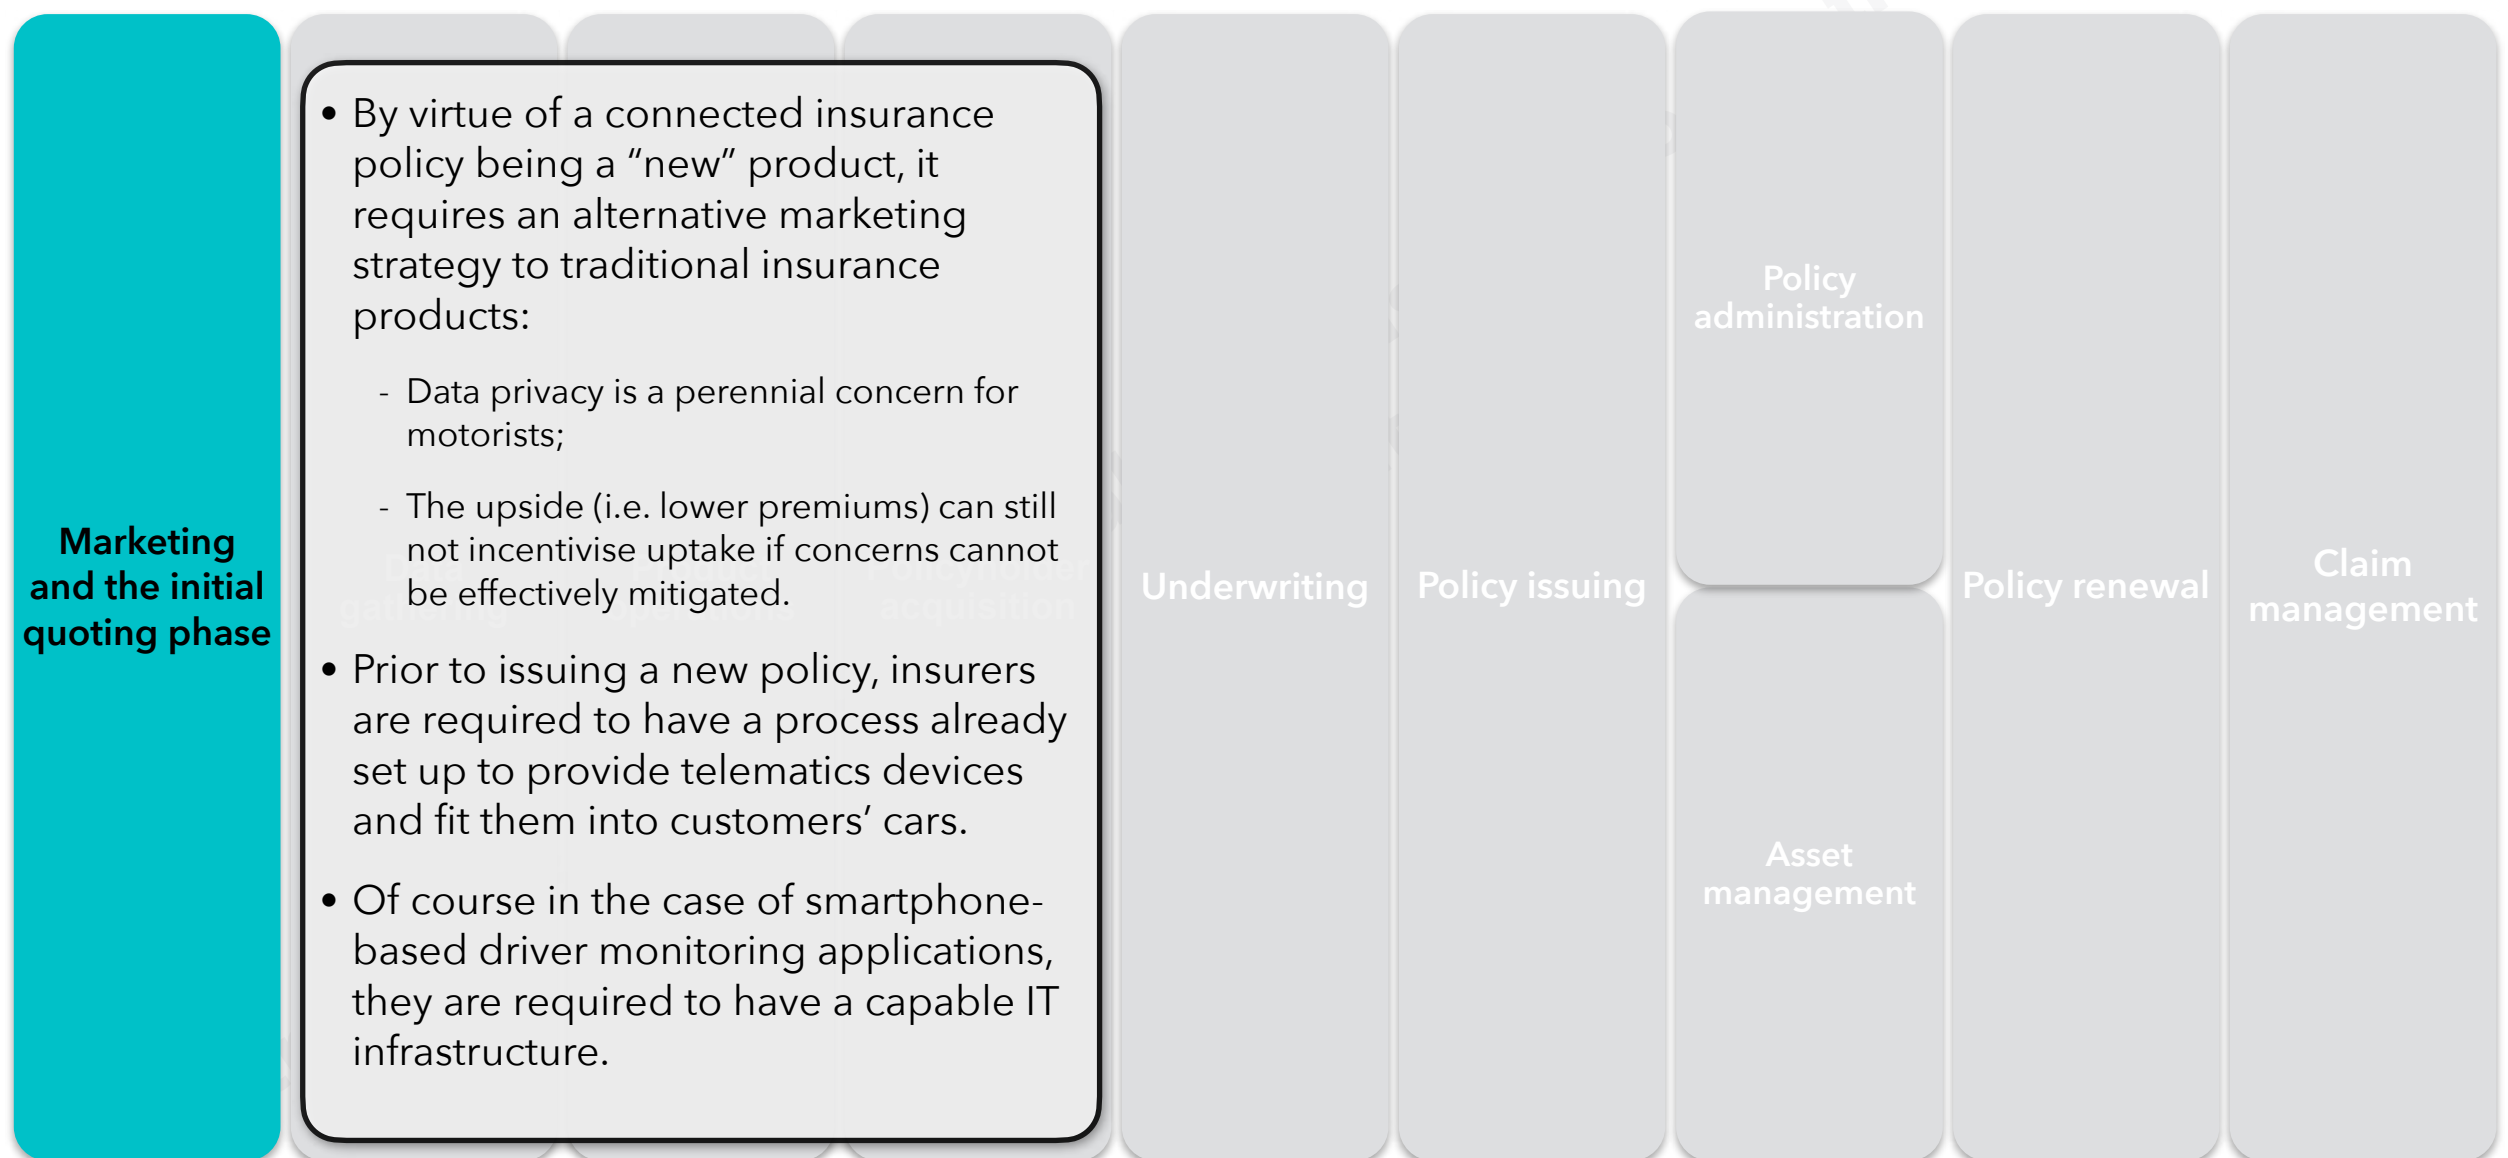 Marketing
and the initial
quoting phase
• By virtue of a connected insurance
policy being a “new” product, it
requires an alternative marketing
strategy to traditional insurance
products:
- Data privacy is a perennial concern for
motorists;
- The upside (i.e. lower premiums) can still
not incentivise uptake if concerns cannot
be effectively mitigated.
• Prior to issuing a new policy, insurers
are required to have a process already
set up to provide telematics devices
and fit them into customers’ cars.
• Of course in the case of smartphone-
based driver monitoring applications,
they are required to have a capable IT
infrastructure.
gathering
acquisition
Underwriting
Policy issuing
Policy
administration
Asset
management
Policy renewal
Claim
management